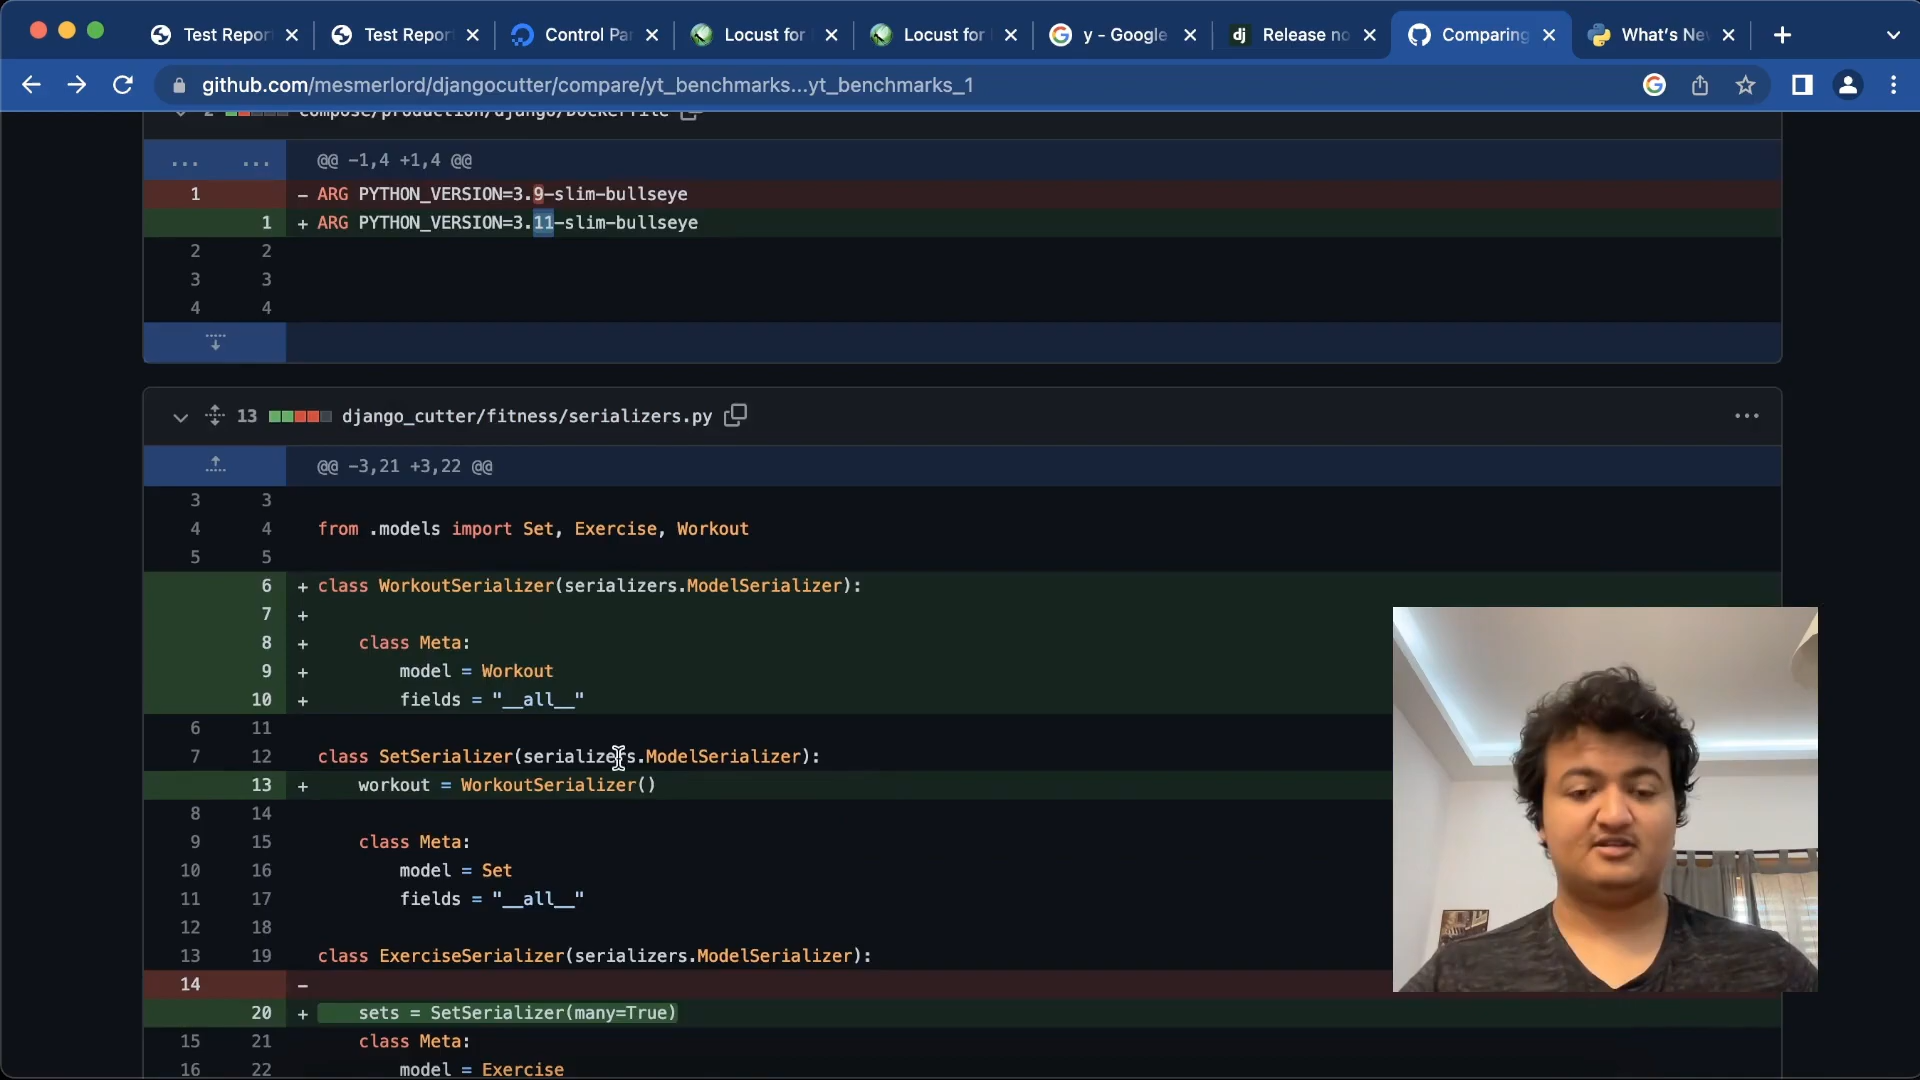 Test Repor
Test Report
Control Pa
Locust for
Locust for
y - Google
Release no
Comparing
What's Ne
github.com/mesmerlord/djangocutter/compare/yt_benchmarks...yt_benchmarks_1
2 compose/production/django/Dockerfile
... ... @@ -1,4 +1,4 @@
1 - ARG PYTHON_VERSION=3.9-slim-bullseye
1 + ARG PYTHON_VERSION=3.11-slim-bullseye
2 2
3 3
4 4
13 django_cutter/fitness/serializers.py ...
@@ -3,21 +3,22 @@
3 3
4 4 from .models import Set, Exercise, Workout
5 5
6 + class WorkoutSerializer(serializers.ModelSerializer):
7 +
8 + class Meta:
9 + model = Workout
10 + fields = "__all__"
6 11
7 12 class SetSerializer(serializers.ModelSerializer):
13 + workout = WorkoutSerializer()
8 14
9 15 class Meta:
10 16 model = Set
11 17 fields = "__all__"
12 18
13 19 class ExerciseSerializer(serializers.ModelSerializer):
14 -
20 + sets = SetSerializer(many=True)
15 21 class Meta:
16 22 model = Exercise